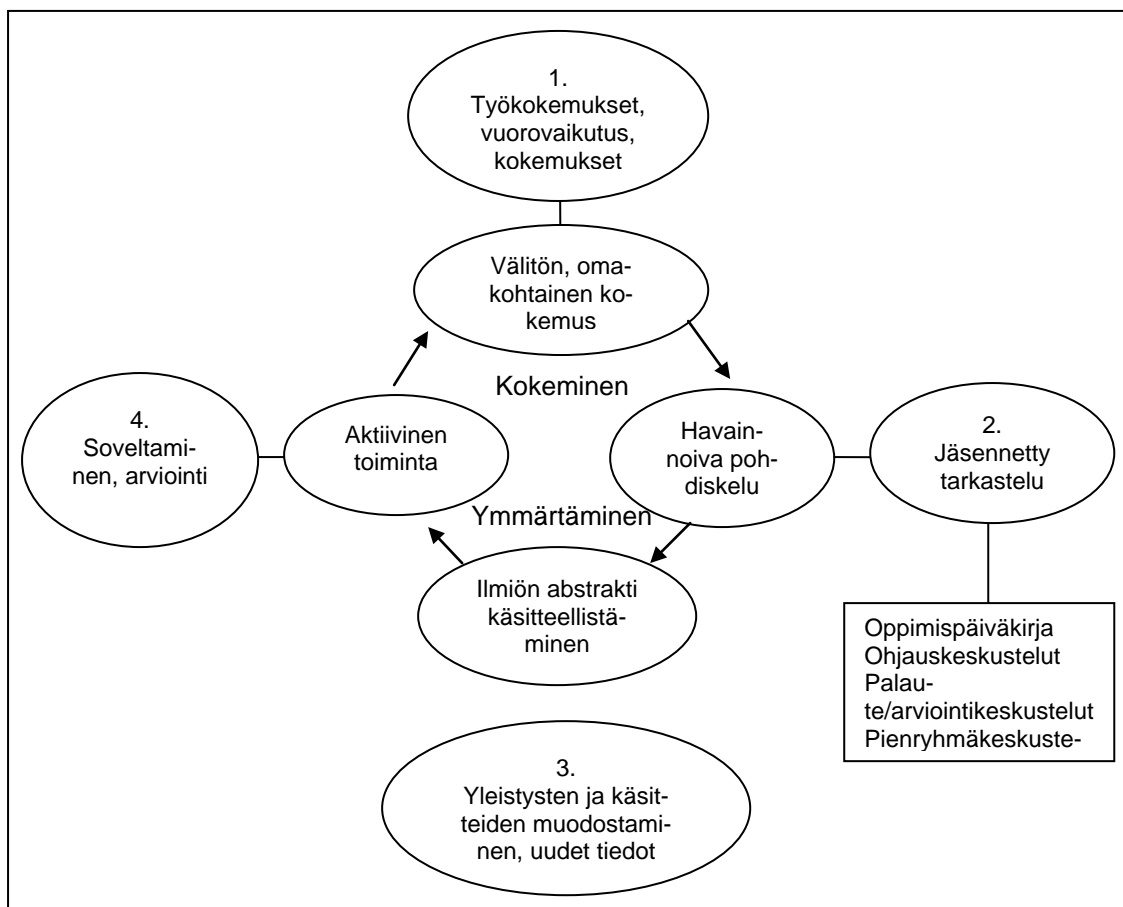 1.
Työkokemukset,
vuorovaikutus,
kokemukset
Välitön, oma-
kohtainen ko-
kemus
Kokeminen
4.
Soveltami-
nen, arviointi
Aktiivinen
toiminta
Havain-
noiva poh-
diskelu
2.
Jäsennetty
tarkastelu
Ymmärtäminen
Ilmiön abstrakti
käsitteellistä-
minen
Oppimispäiväkirja
Ohjauskeskustelut
Palau-
te/arviointikeskustelut
Pienryhmäkeskuste-
3.
Yleistysten ja käsit-
teiden muodostami-
nen, uudet tiedot